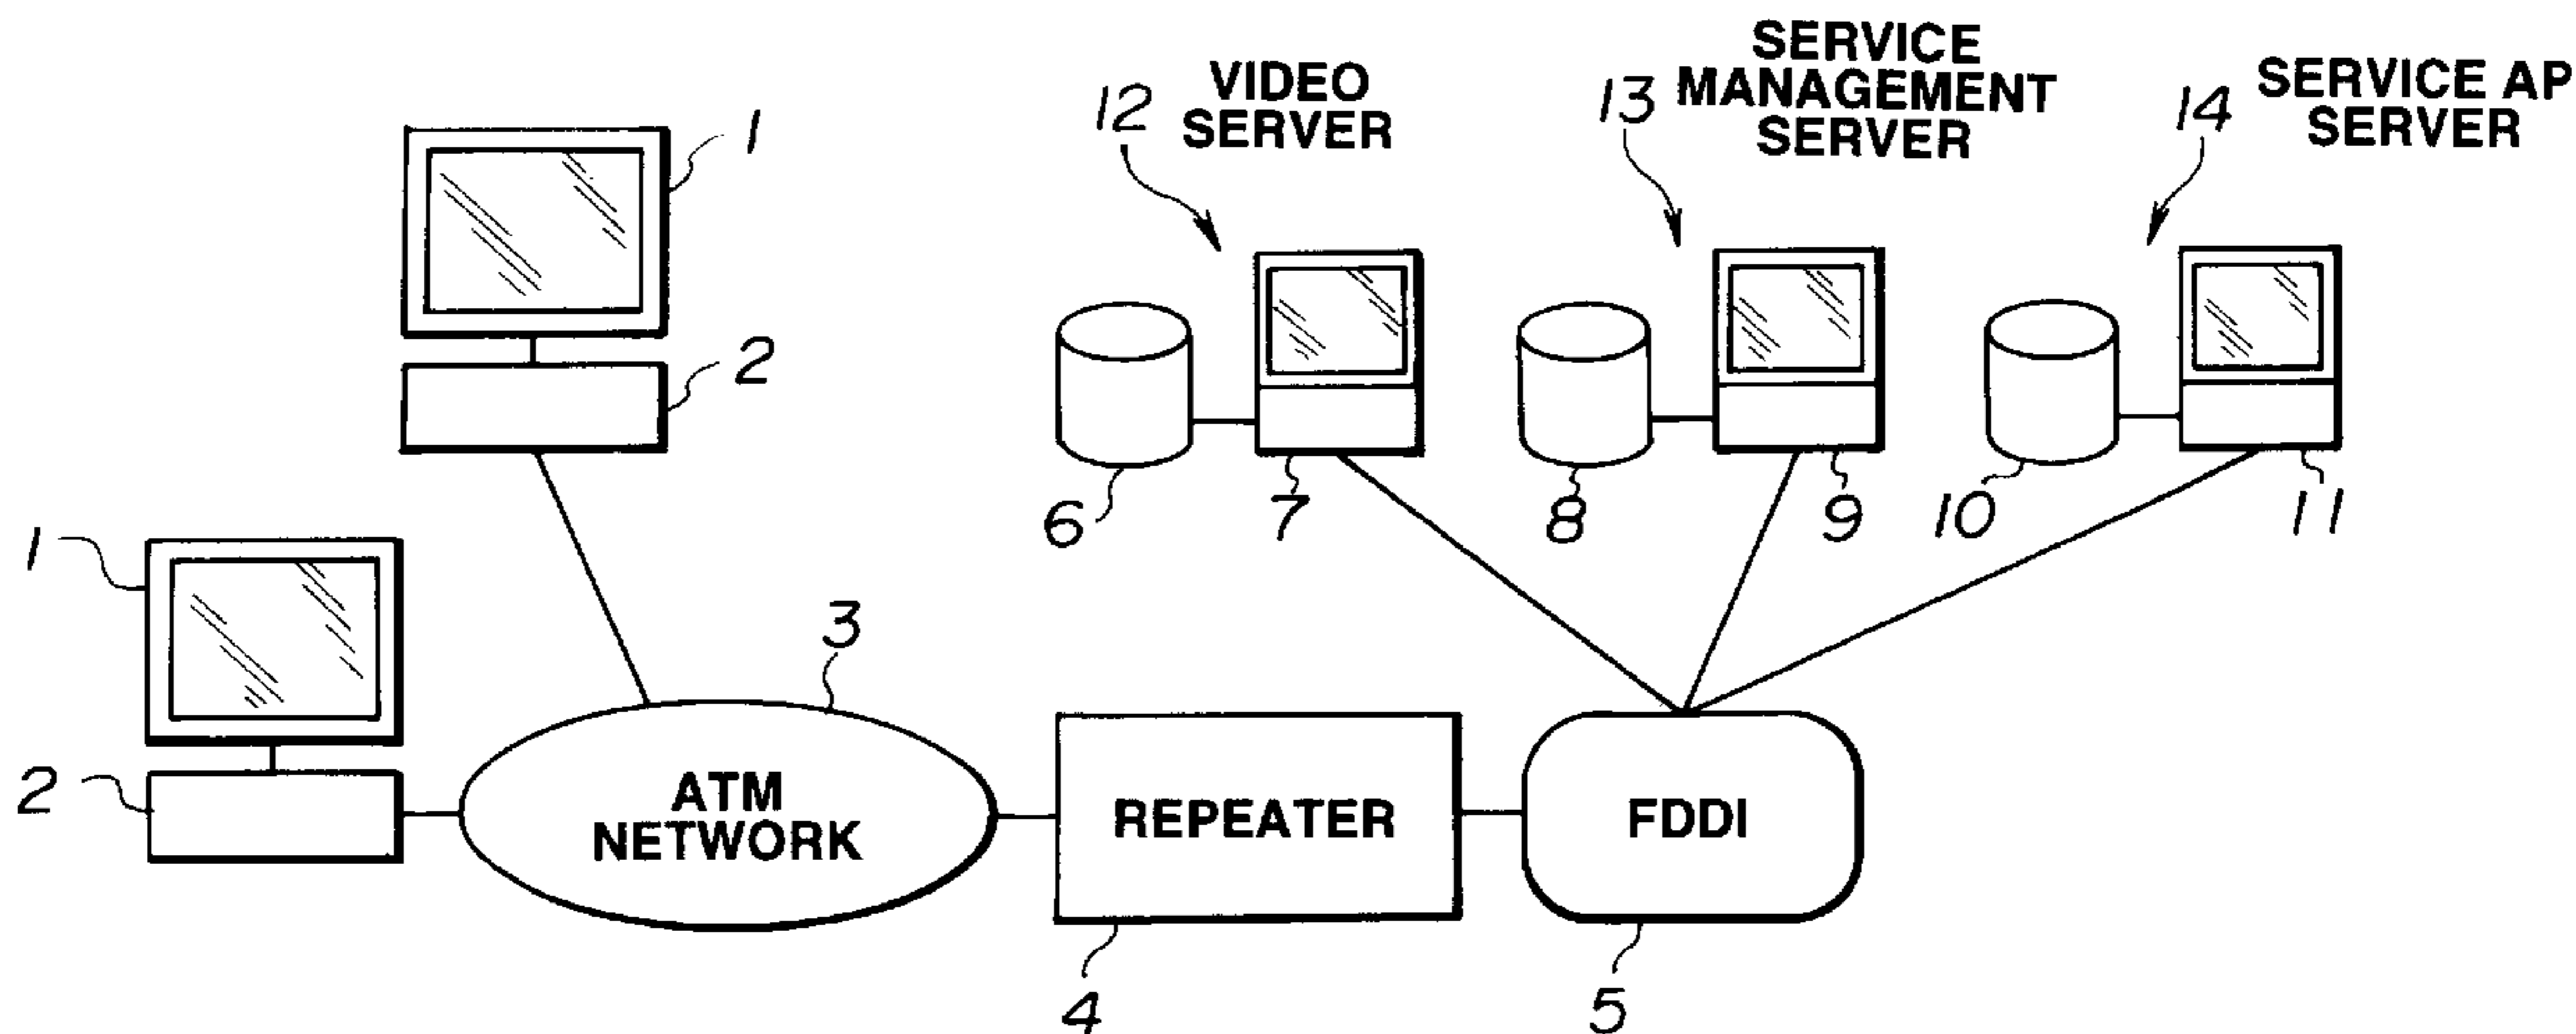 12
VIDEO
SERVER
13
SERVICE
MANAGEMENT
SERVER
14
SERVICE AP
SERVER
1
2
6
7
8
9
10
11
1
2
3
ATM
NETWORK
REPEATER
FDDI
4
5